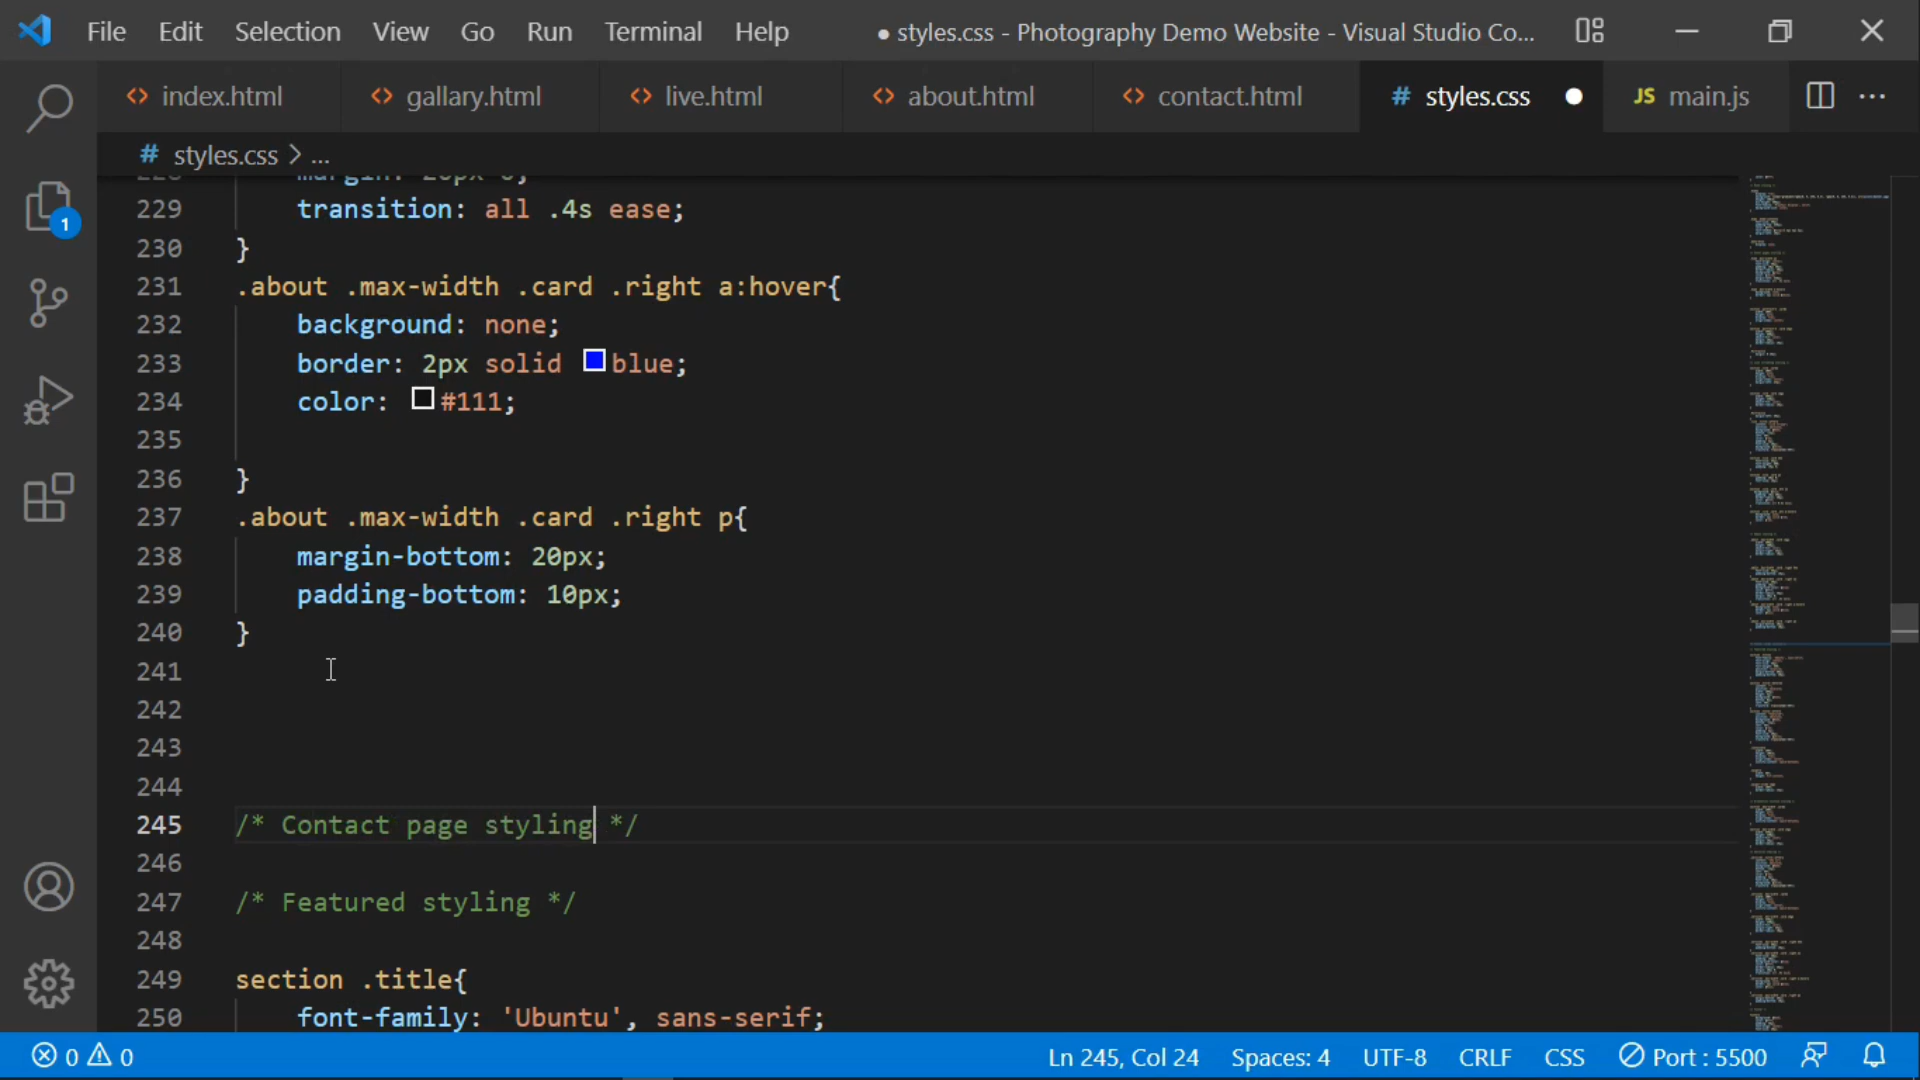 File Edit Selection View Go Run Terminal Help ● styles.css - Photography Demo Website - Visual Studio Co...
<> index.html <> gallary.html <> live.html <> about.html <> contact.html # styles.css ● JS main.js ...
# styles.css > ...
228 margin: 20px 0;
229 transition: all .4s ease;
230 }
231 .about .max-width .card .right a:hover{
232 background: none;
233 border: 2px solid blue;
234 color: #111;
235
236 }
237 .about .max-width .card .right p{
238 margin-bottom: 20px;
239 padding-bottom: 10px;
240 }
241
242
243
244
245 /* Contact page styling */
246
247 /* Featured styling */
248
249 section .title{
250 font-family: 'Ubuntu', sans-serif;
1
0 0 Ln 245, Col 24 Spaces: 4 UTF-8 CRLF CSS Port : 5500